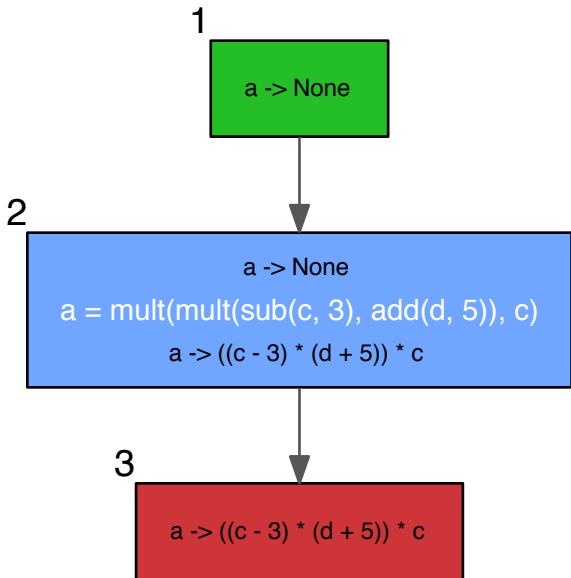 1
a -> None
2
a -> None
a = mult(mult(sub(c, 3), add(d, 5)), c)
a -> ((c - 3) * (d + 5)) * c
3
a -> ((c - 3) * (d + 5)) * c